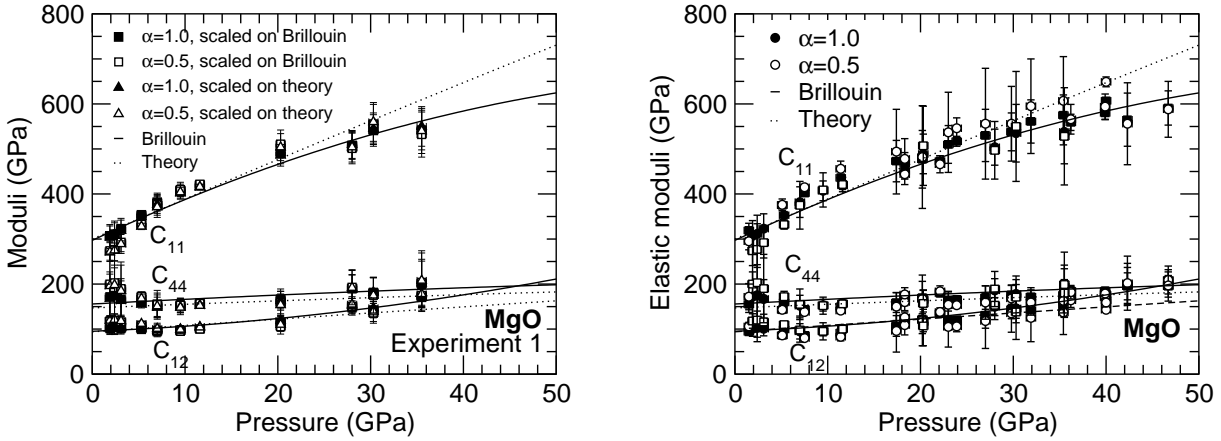 800
600
400
200
0
Moduli (GPa)
α=1.0, scaled on Brillouin
α=0.5, scaled on Brillouin
α=1.0, scaled on theory
α=0.5, scaled on theory
Brillouin
Theory
C11
C44
C12
MgO
Experiment 1
0 10 20 30 40 50
Pressure (GPa)
800
600
400
200
0
Elastic moduli (GPa)
α=1.0
α=0.5
Brillouin
Theory
C11
C44
C12
MgO
0 10 20 30 40 50
Pressure (GPa)